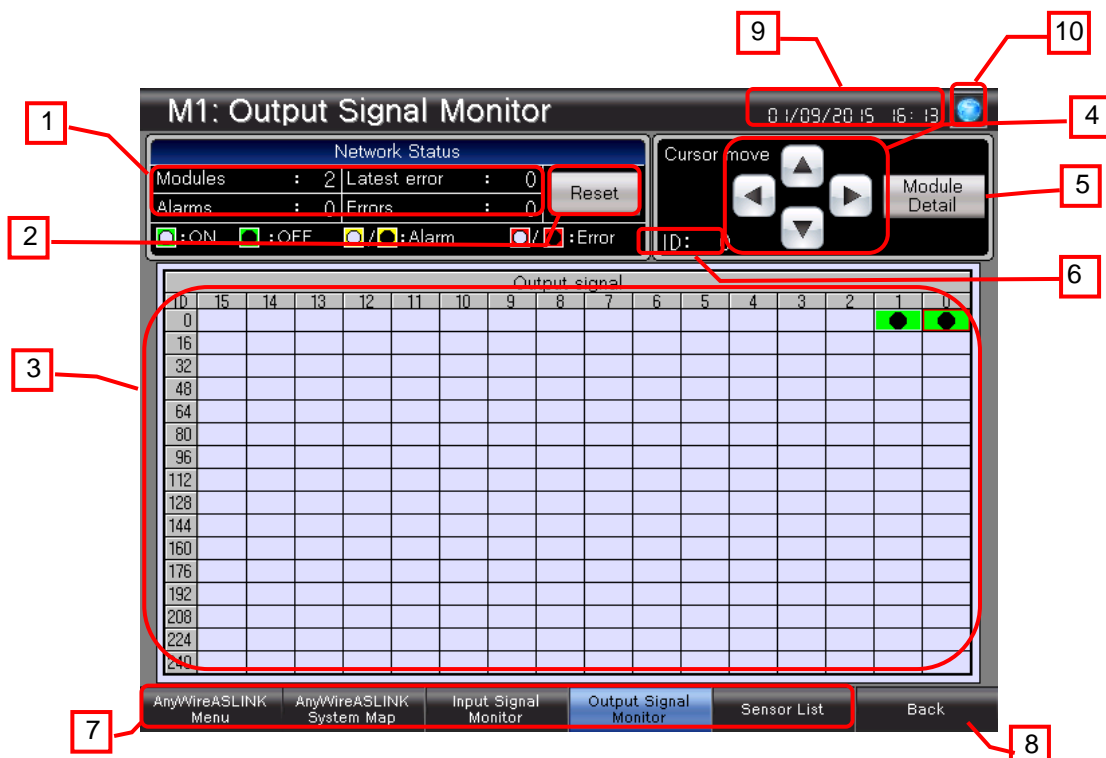 9
10
M1: Output Signal Monitor
01/09/2015 16:13
1
4
Network Status
Cursor move
Modules : 2 Latest error : 0
Reset
Module
Detail
5
Alarms : 0 Errors : 0
2
:ON :OFF / :Alarm / :Error
ID: 0
6
Output signal
ID 15 14 13 12 11 10 9 8 7 6 5 4 3 2 1 0
0
16
32
3
48
64
80
96
112
128
144
160
176
192
208
224
240
AnyWireASLINK
Menu
AnyWireASLINK
System Map
Input Signal
Monitor
Output Signal
Monitor
Sensor List
Back
7
8